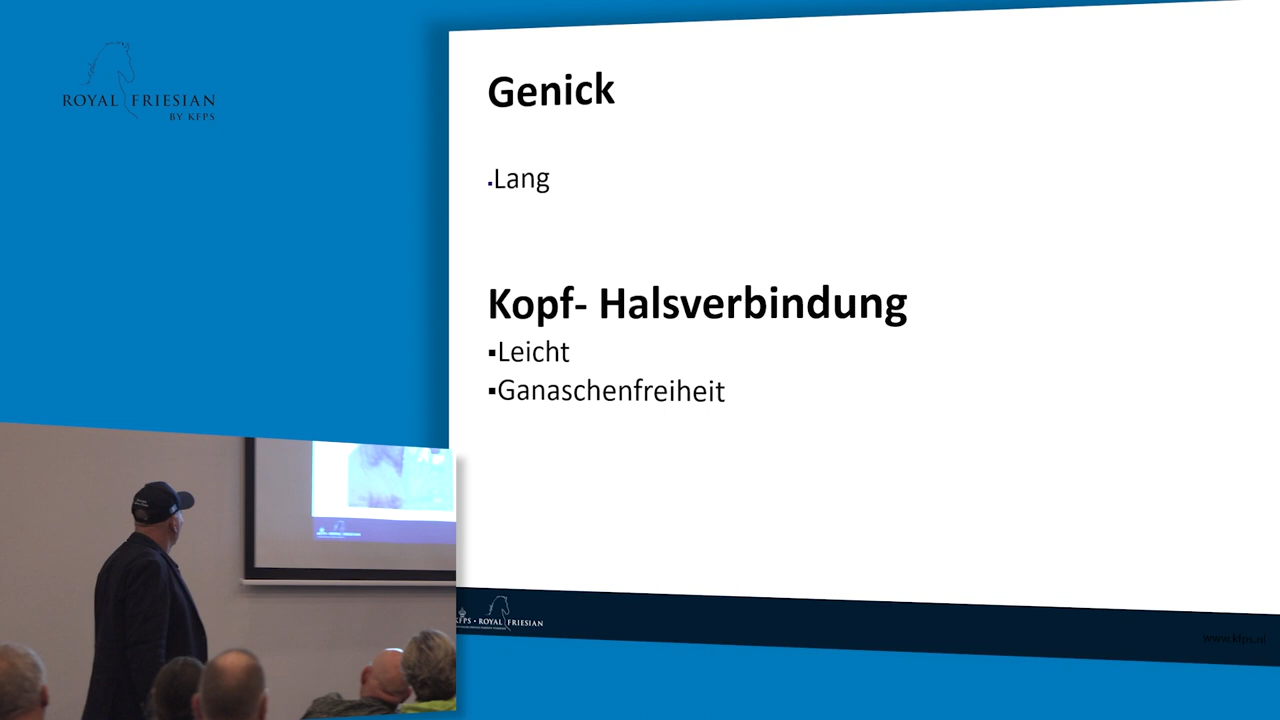 ROYAL FRIESIAN
BY KFPS
Genick
▪Lang
Kopf- Halsverbindung
▪Leicht
▪Ganaschenfreiheit
KFPS • ROYAL FRIESIAN
www.kfps.nl